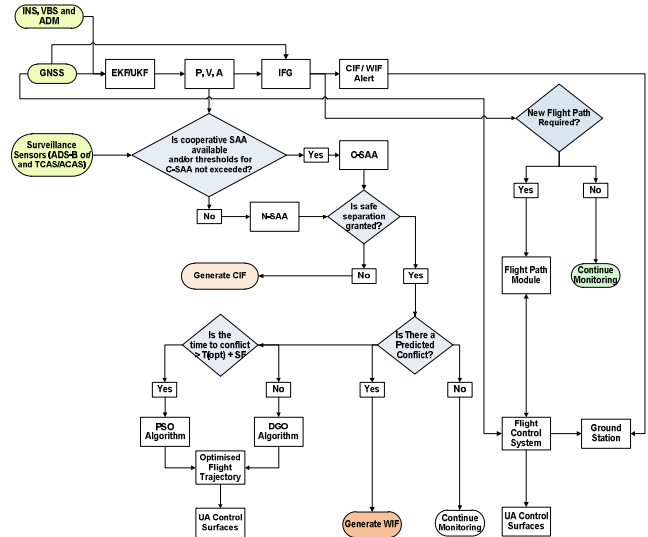 INS, VBS and
ADM
GNSS
EKF/UKF
P, V, A
IFG
CIF/ WIF
Alert
New Flight Path
Required?
Surveillance
Sensors (ADS-B or/
and TCAS/ACAS)
Is cooperative SAA
available
and/or thresholds for
C-SAA not exceeded?
Yes
C-SAA
No
N-SAA
Is safe
separation
granted?
Yes
No
Flight Path
Module
Continue
Monitoring
Generate CIF
No
Yes
Is the
time to conflict
> T(opt) + SF
Is There a
Predicted
Conflict?
Yes
No
Yes
No
PSO
Algorithm
DGO
Algorithm
Flight
Control
System
Ground
Station
Optimised
Flight
Trajectory
UA Control
Surfaces
Generate WIF
Continue
Monitoring
UA Control
Surfaces